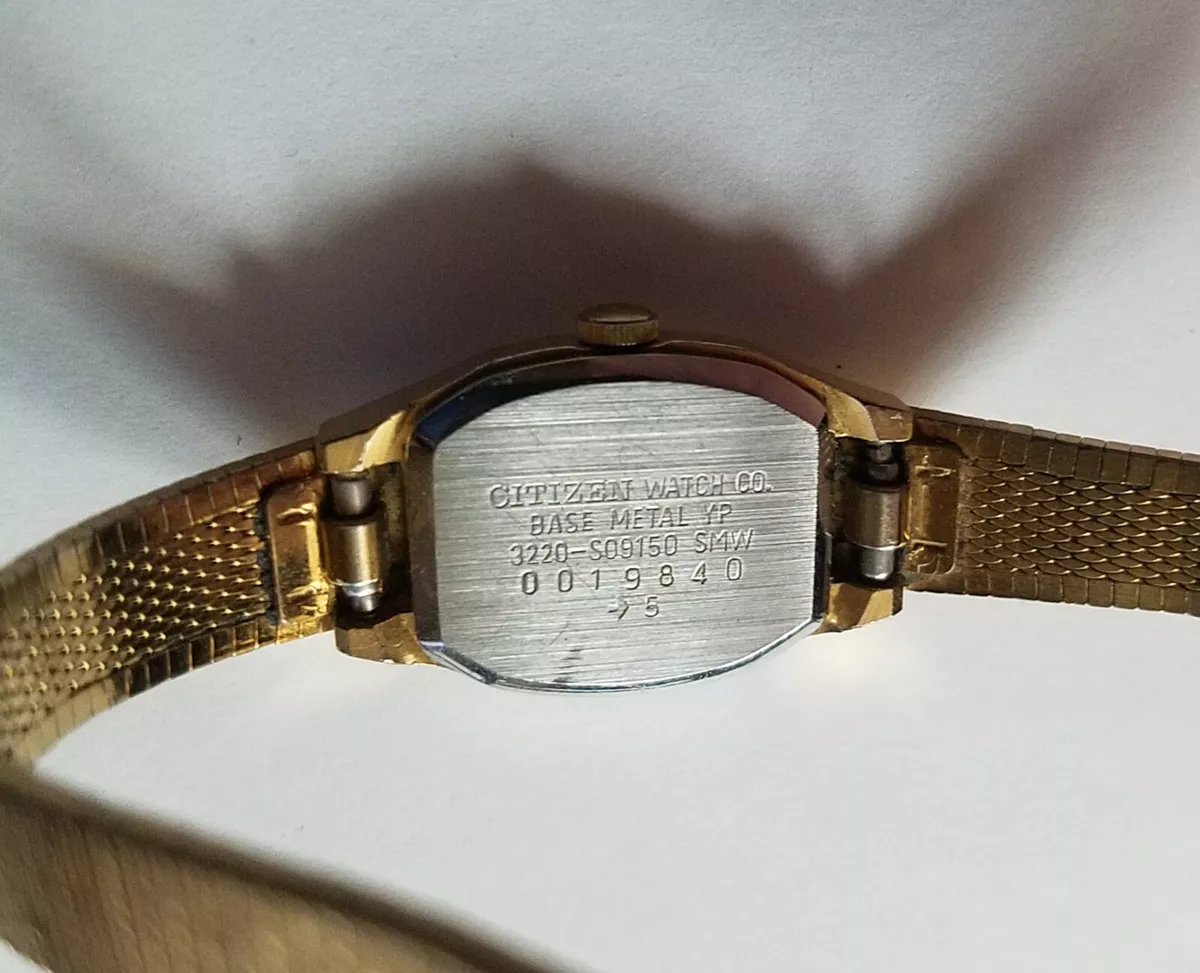 CITIZEN WATCH CO.
BASE METAL YP
3220-S09150 SMW
0019840
→5